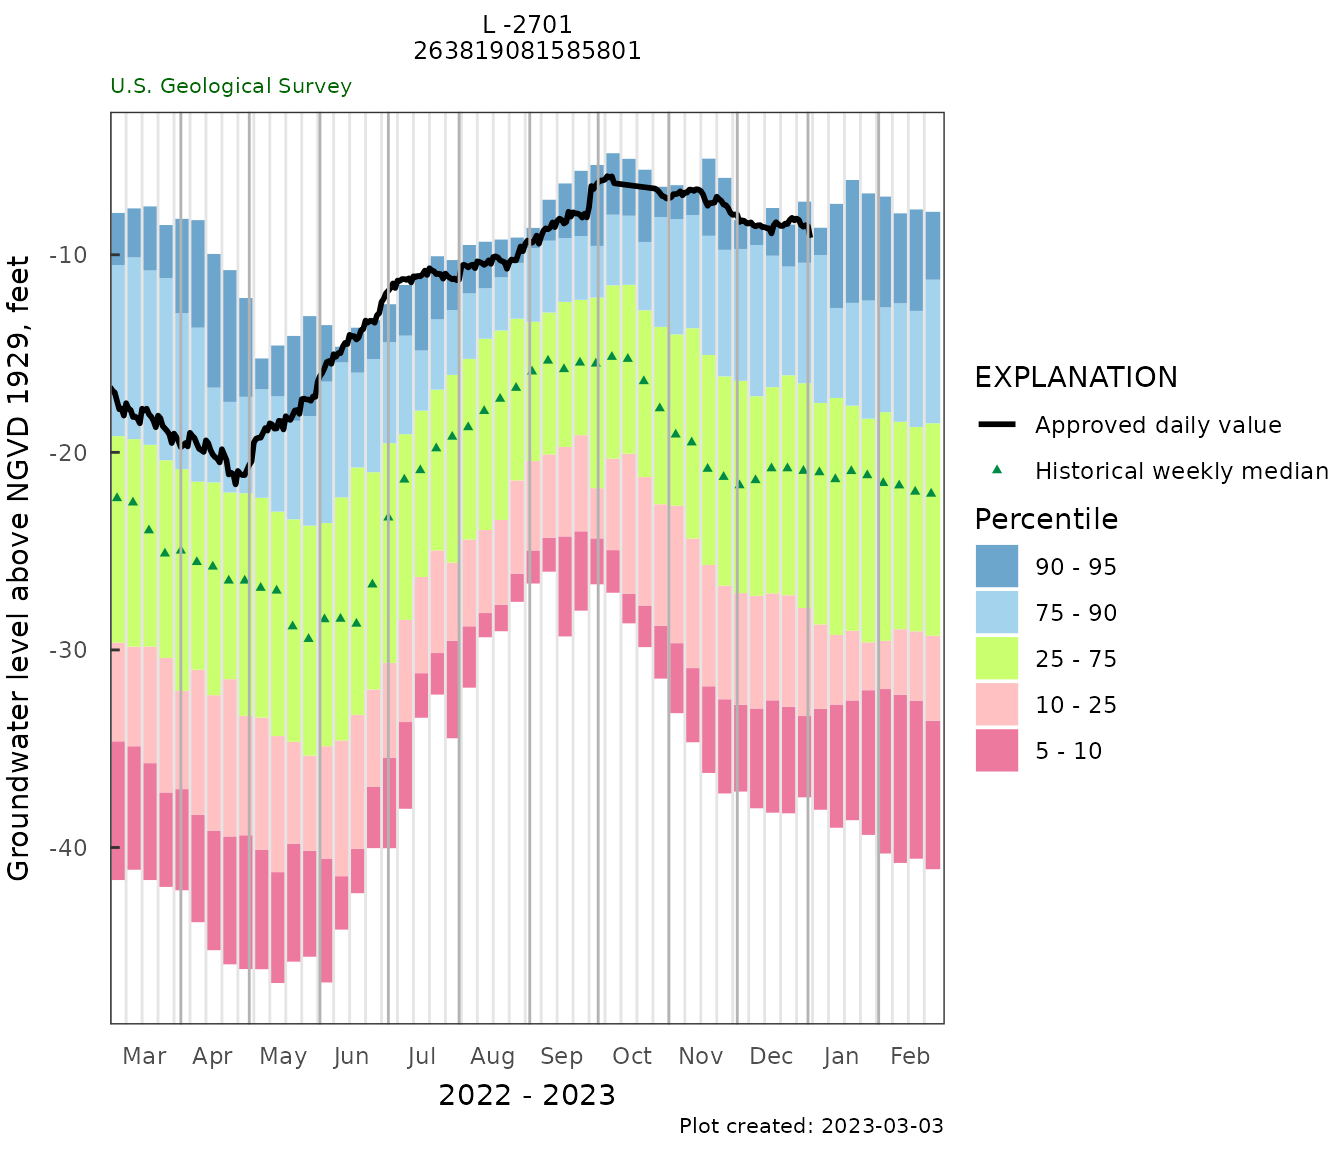 L -2701
263819081585801
U.S. Geological Survey
Groundwater level above NGVD 1929, feet
-10
-20
-30
-40
Mar Apr May Jun Jul Aug Sep Oct Nov Dec Jan Feb
2022 - 2023
Plot created: 2023-03-03
EXPLANATION
Approved daily value
Historical weekly median
Percentile
90 - 95
75 - 90
25 - 75
10 - 25
5 - 10